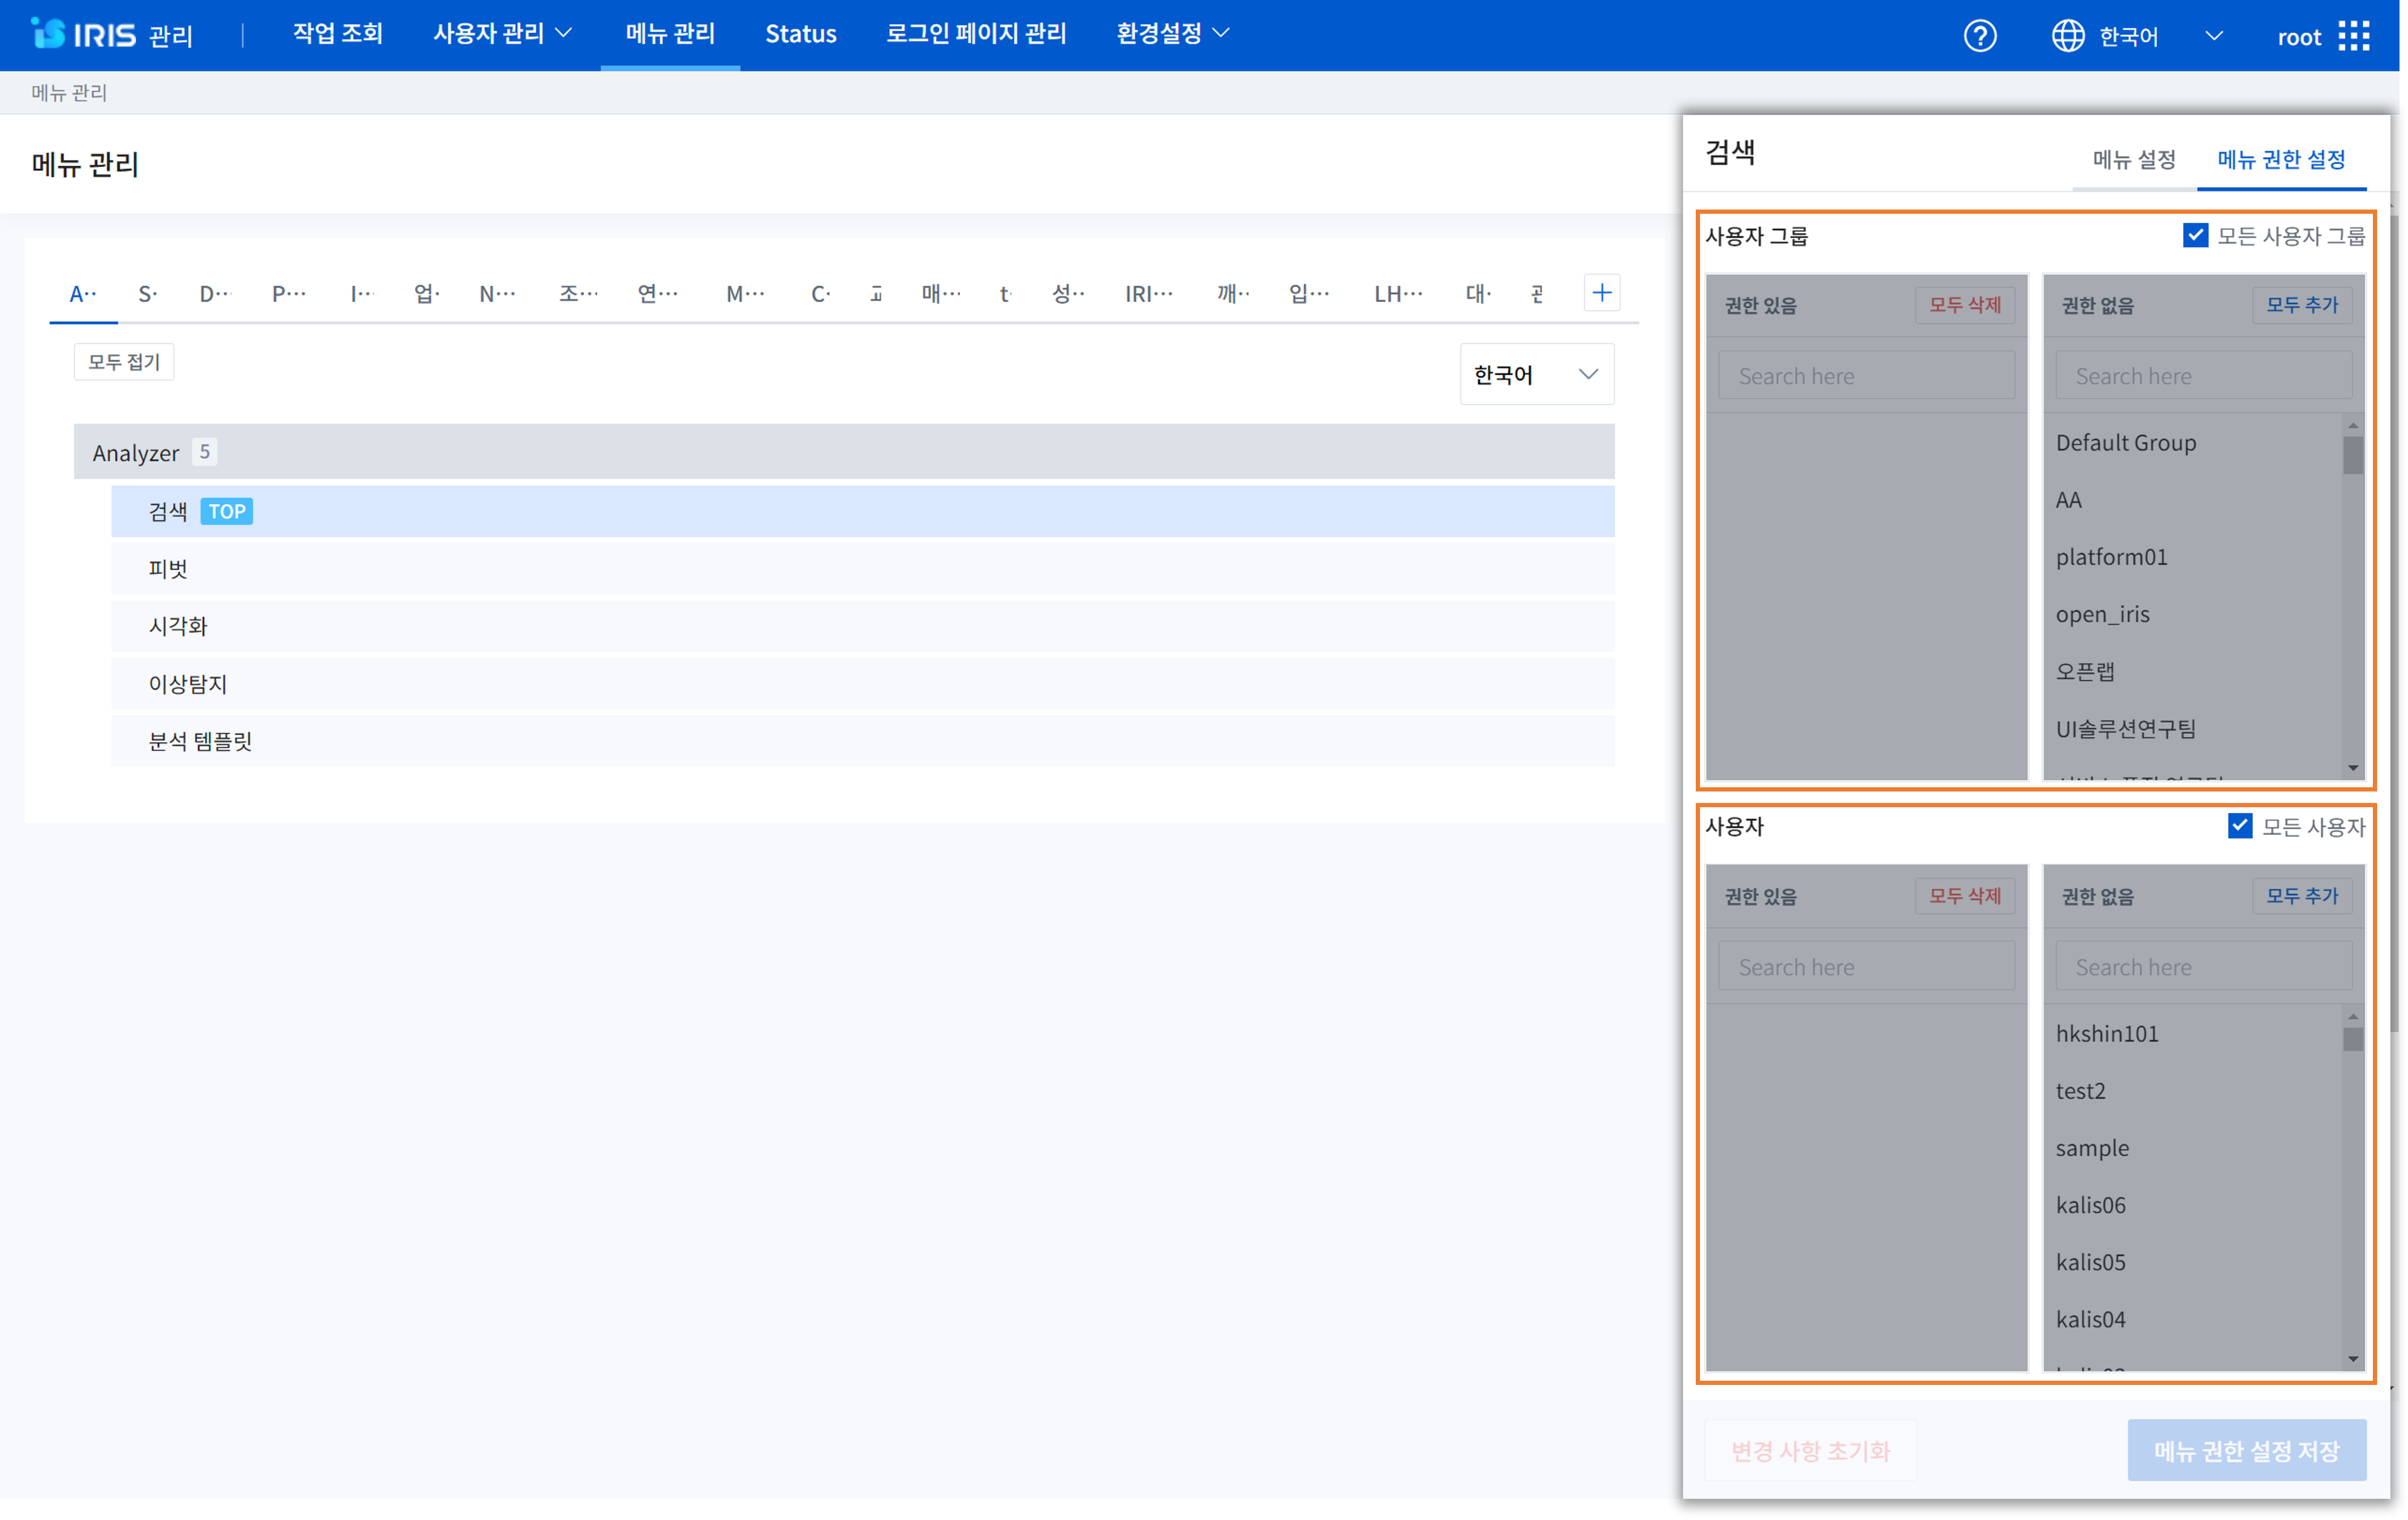 IRIS 관리
작업 조회
사용자 관리
메뉴 관리
Status
로그인 페이지 관리
환경설정
한국어
root
메뉴 관리
메뉴 관리
A··
S·
D···
P···
I···
업·
N···
조···
연···
M···
C·
매···
t·
성··
IRI···
깨··
입···
LH···
대·
모두 접기
한국어
Analyzer 5
검색 TOP
피벗
시각화
이상탐지
분석 템플릿
검색
메뉴 설정
메뉴 권한 설정
사용자 그룹
모든 사용자 그룹
권한 있음
모두 삭제
Search here
권한 없음
모두 추가
Search here
Default Group
AA
platform01
open_iris
오픈랩
UI솔루션연구팀
사용자
모든 사용자
권한 있음
모두 삭제
Search here
권한 없음
모두 추가
Search here
hkshin101
test2
sample
kalis06
kalis05
kalis04
변경 사항 초기화
메뉴 권한 설정 저장